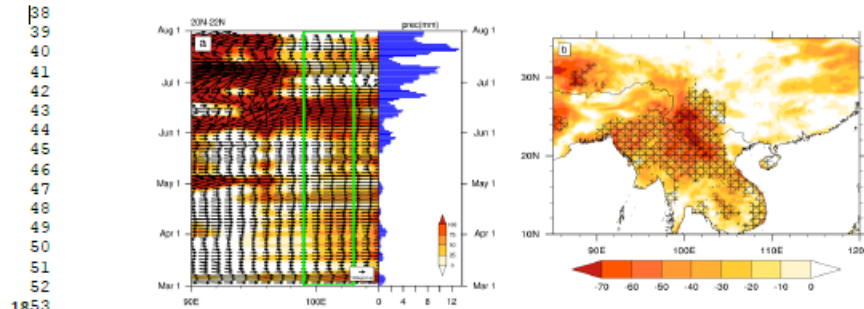 38
39
40
41
42
43
44
45
46
47
48
49
50
51
52
1853
20N-22N
prec(mm)
a
Aug 1
Jul 1
Jun 1
May 1
Apr 1
Mar 1
90E
100E
0 4 8 12
Aug 1
Jul 1
Jun 1
May 1
Apr 1
Mar 1
100
75
50
25
0
b
30N
20N
10N
90E 100E 110E 120
-70 -60 -50 -40 -30 -20 -10 0